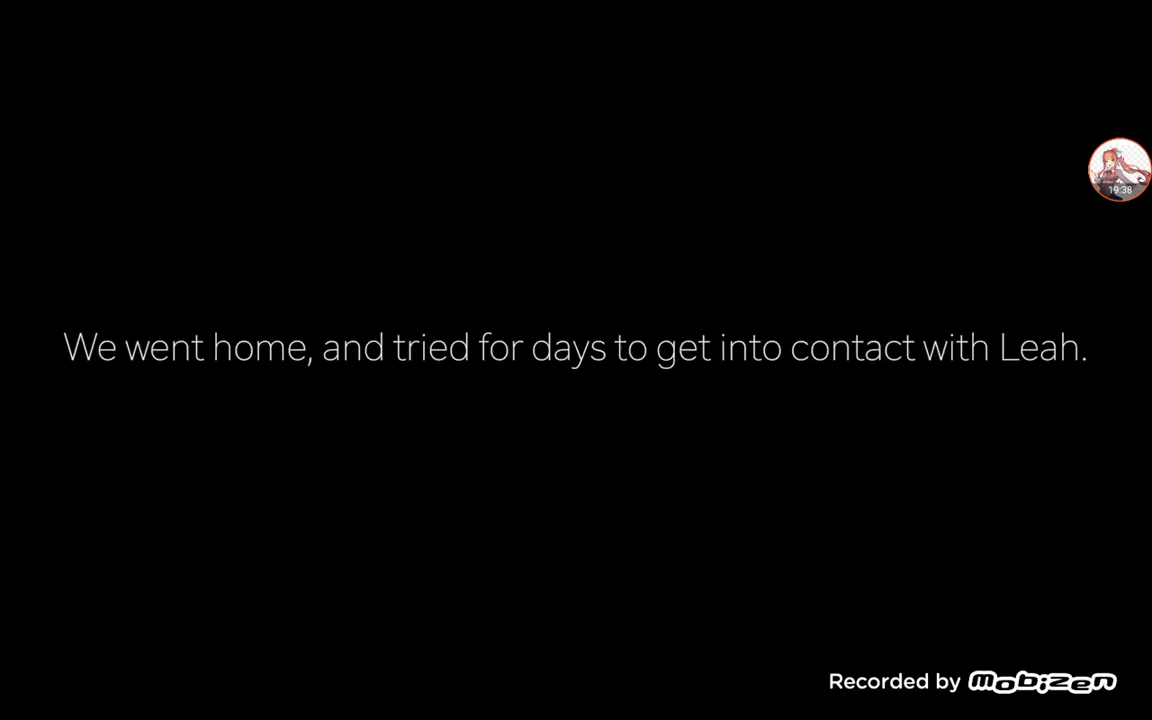 19:38
We went home, and tried for days to get into contact with Leah.
Recorded by mobizen